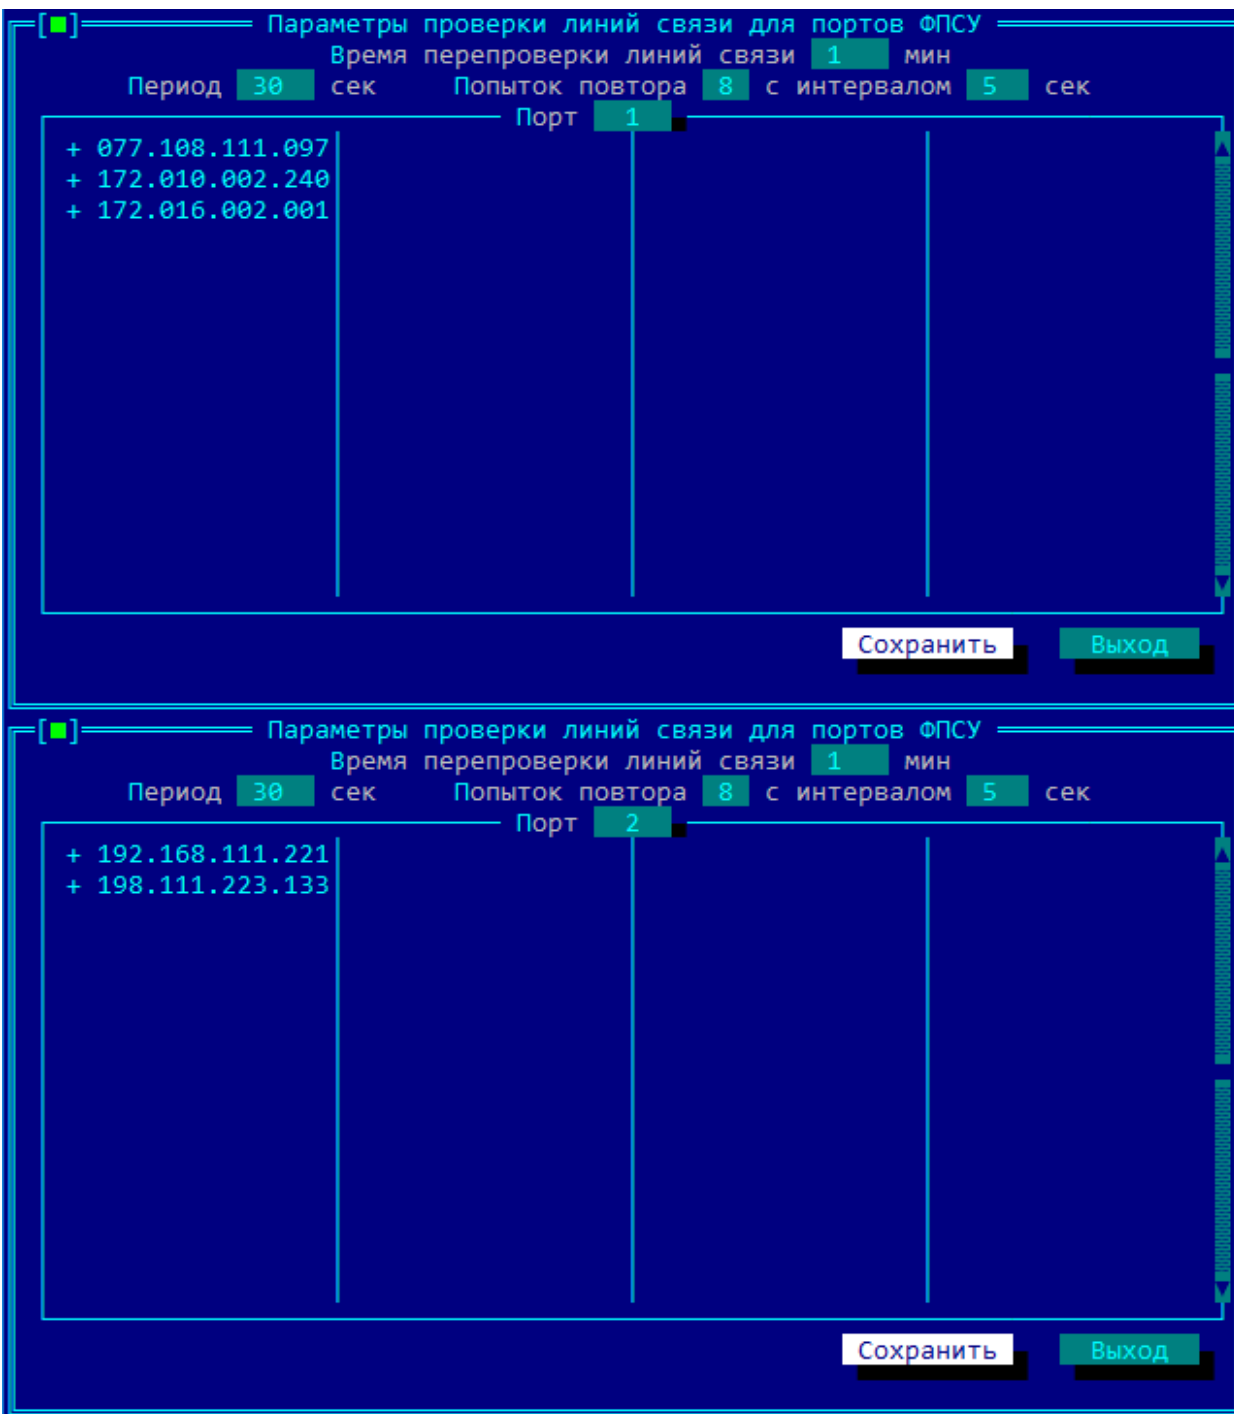 [■] Параметры проверки линий связи для портов ФПСУ
Время перепроверки линий связи 1 мин
Период 30 сек Попыток повтора 8 с интервалом 5 сек
Порт 1
+ 077.108.111.097
+ 172.010.002.240
+ 172.016.002.001
Сохранить Выход
[■] Параметры проверки линий связи для портов ФПСУ
Время перепроверки линий связи 1 мин
Период 30 сек Попыток повтора 8 с интервалом 5 сек
Порт 2
+ 192.168.111.221
+ 198.111.223.133
Сохранить Выход